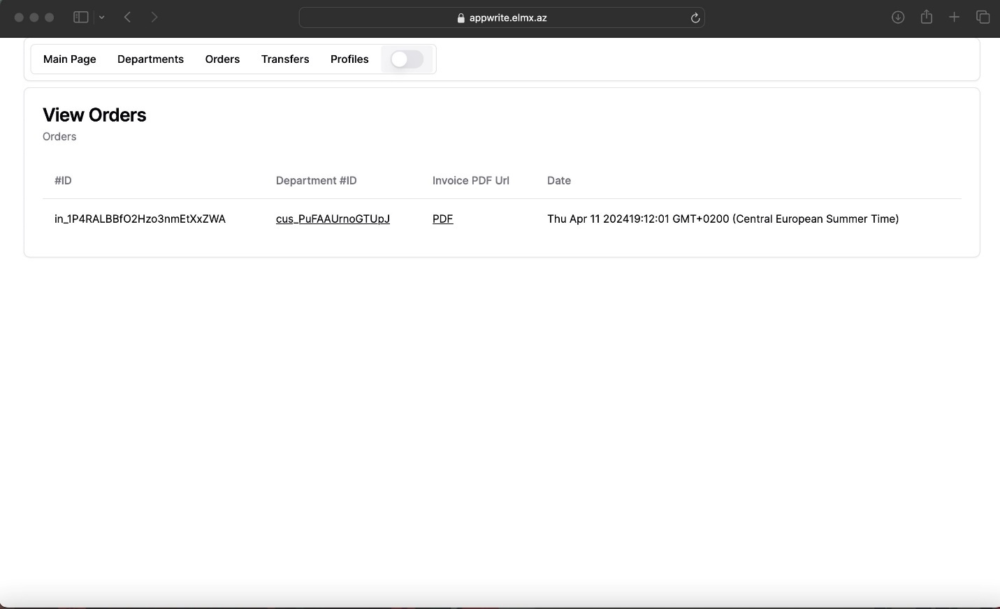 appwrite.elmx.az
Main Page Departments Orders Transfers Profiles
View Orders
Orders
#ID Department #ID Invoice PDF Url Date
in_1P4RALBBfO2Hzo3nmEtXxZWA cus_PuFAAUrnoGTUpJ PDF Thu Apr 11 202419:12:01 GMT+0200 (Central European Summer Time)